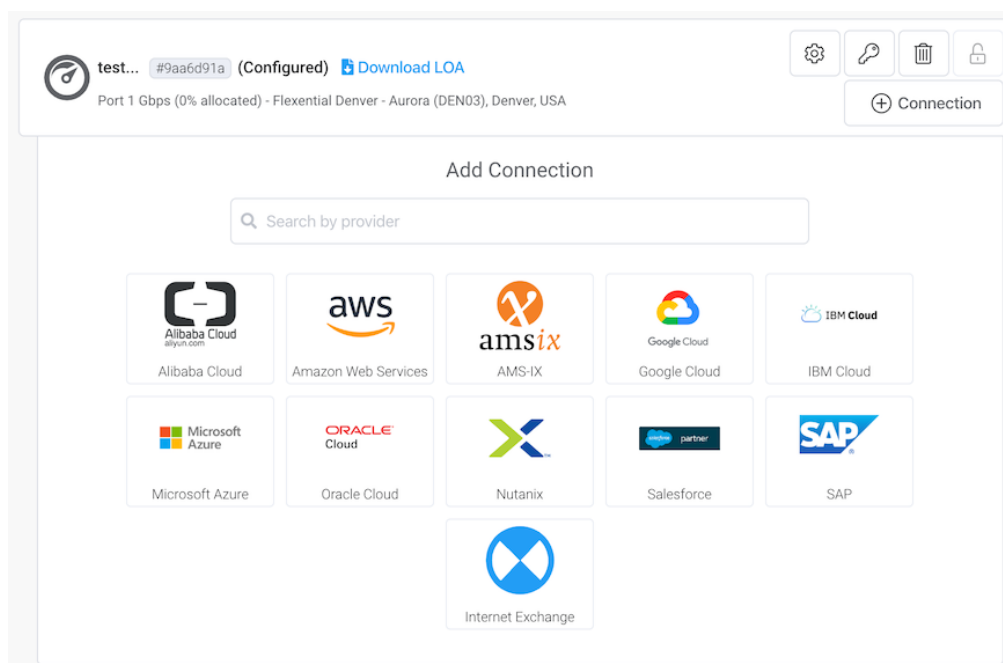 test... #9aa6d91a (Configured) Download LOA
Port 1 Gbps (0% allocated) - Flexential Denver - Aurora (DEN03), Denver, USA
Connection
Add Connection
Search by provider
Alibaba Cloud
aliyun.com
Alibaba Cloud
aws
Amazon Web Services
amsix
AMS-IX
Google Cloud
Google Cloud
IBM Cloud
IBM Cloud
Microsoft
Azure
Microsoft Azure
ORACLE
Cloud
Oracle Cloud
Nutanix
salesforce partner
Salesforce
SAP
SAP
Internet Exchange